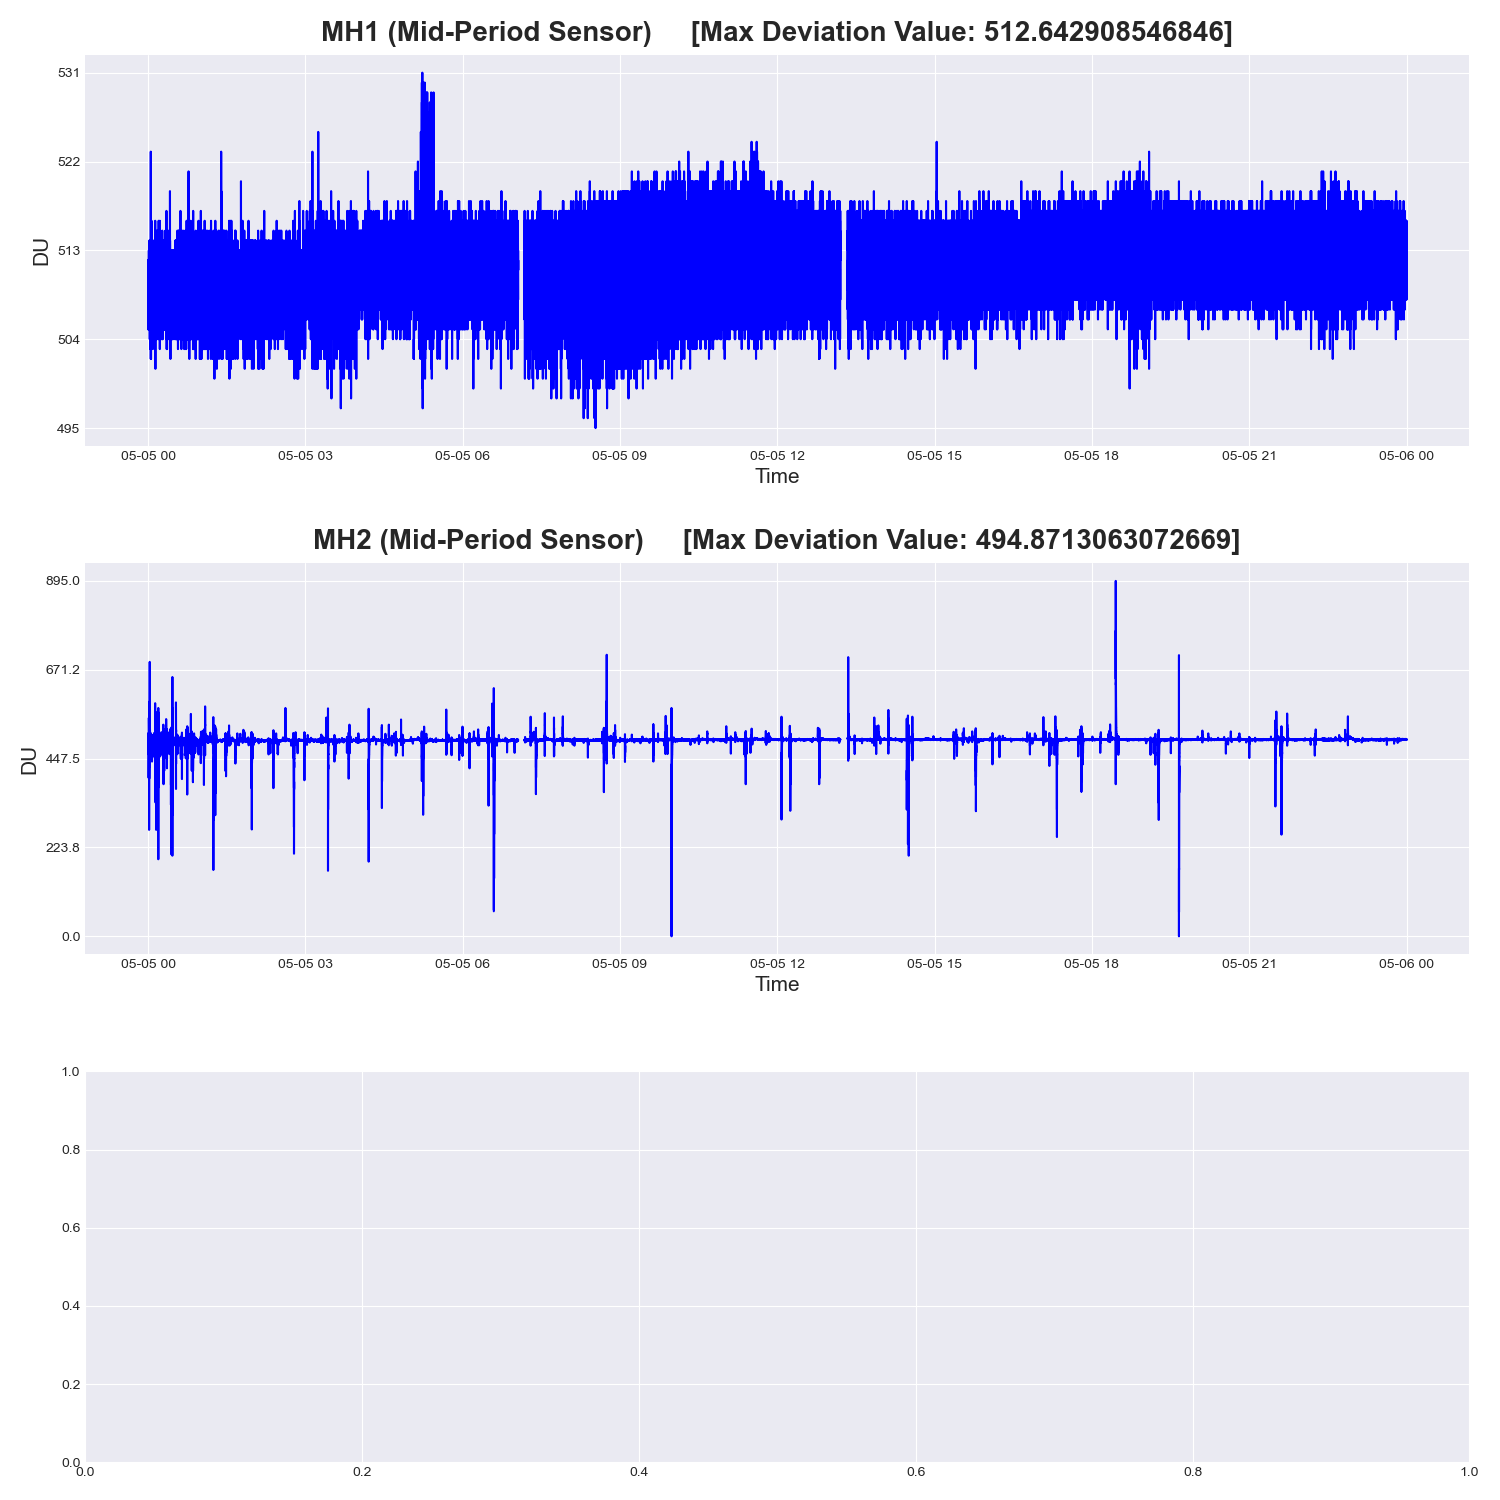 MH1 (Mid-Period Sensor) [Max Deviation Value: 512.642908546846]
531
522
513
504
495
DU
05-05 00 05-05 03 05-05 06 05-05 09 05-05 12 05-05 15 05-05 18 05-05 21 05-06 00
Time
MH2 (Mid-Period Sensor) [Max Deviation Value: 494.8713063072669]
895.0
671.2
447.5
223.8
0.0
DU
05-05 00 05-05 03 05-05 06 05-05 09 05-05 12 05-05 15 05-05 18 05-05 21 05-06 00
Time
1.0
0.8
0.6
0.4
0.2
0.0
0.0 0.2 0.4 0.6 0.8 1.0